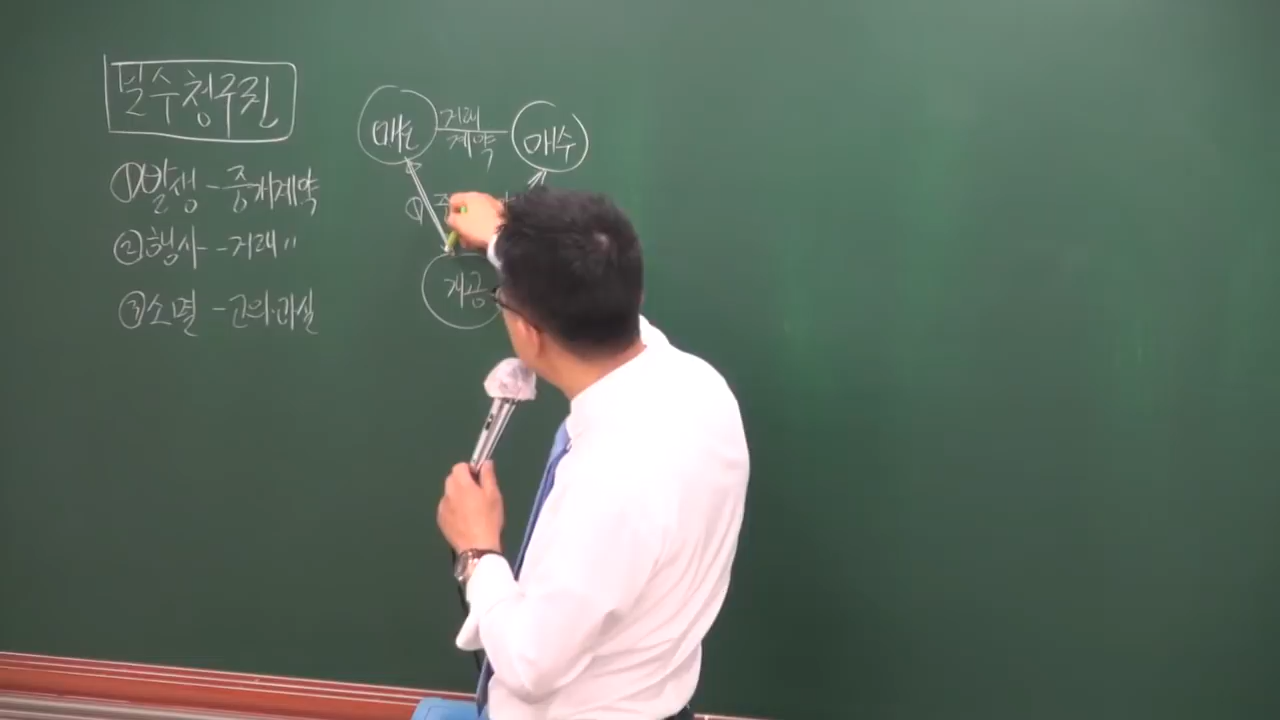 보수청구권
①발생 - 중개계약
②행사 - 거래 〃
③소멸 - 고의·과실
매도 거래 계약 매수
①
개공